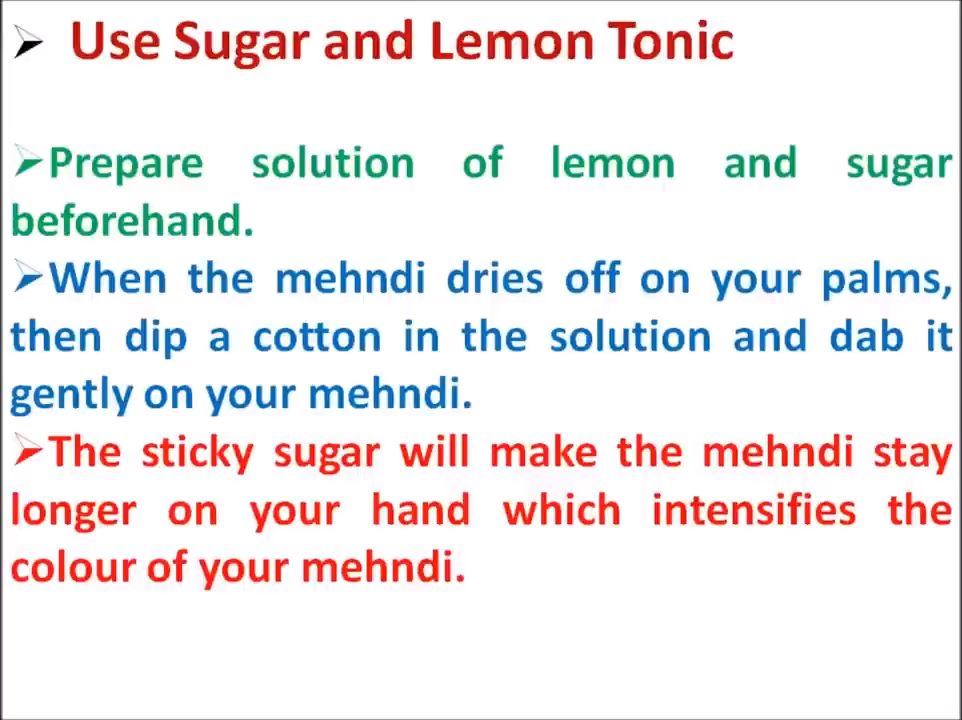 ➢ Use Sugar and Lemon Tonic
➢Prepare solution of lemon and sugar
beforehand.
➢When the mehndi dries off on your palms,
then dip a cotton in the solution and dab it
gently on your mehndi.
➢The sticky sugar will make the mehndi stay
longer on your hand which intensifies the
colour of your mehndi.